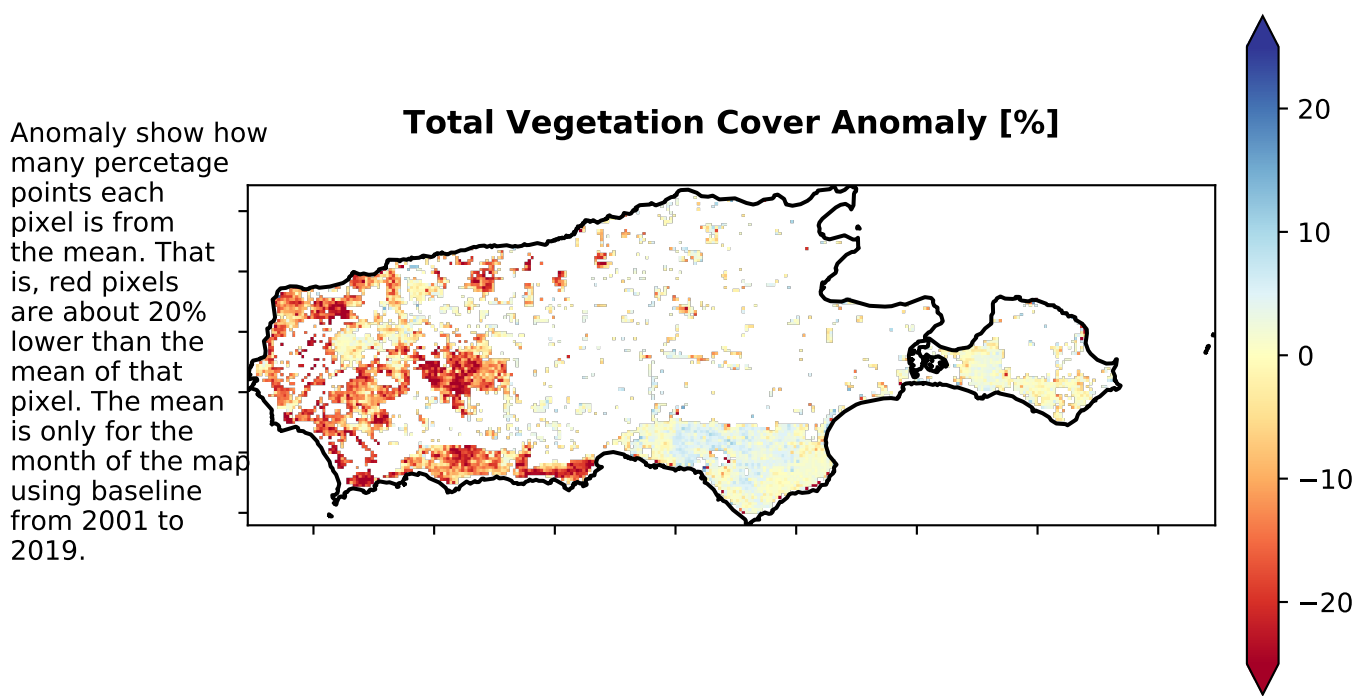 Total Vegetation Cover Anomaly [%]
Anomaly show how
many percetage
points each
pixel is from
the mean. That
is, red pixels
are about 20%
lower than the
mean of that
pixel. The mean
is only for the
month of the map
using baseline
from 2001 to
2019.
20
10
0
−10
−20